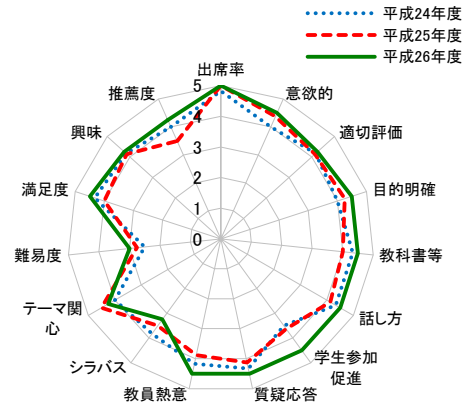 平成24年度
平成25年度
平成26年度
出席率
意欲的
適切評価
目的明確
教科書等
話し方
学生参加
促進
質疑応答
教員熱意
シラバス
テーマ関
心
難易度
満足度
興味
推薦度
5
4
3
2
1
0